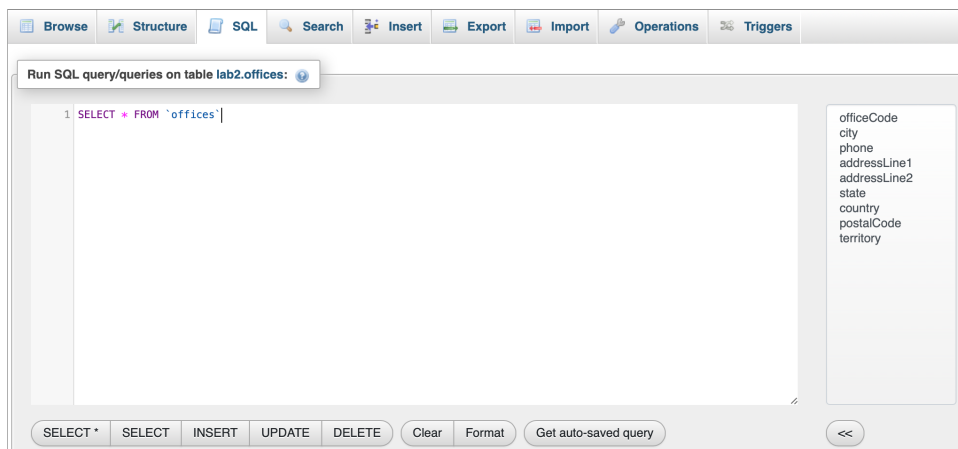 Browse Structure SQL Search Insert Export Import Operations Triggers
Run SQL query/queries on table lab2.offices:
1 SELECT * FROM `offices`
officeCode
city
phone
addressLine1
addressLine2
state
country
postalCode
territory
SELECT * SELECT INSERT UPDATE DELETE Clear Format Get auto-saved query <<